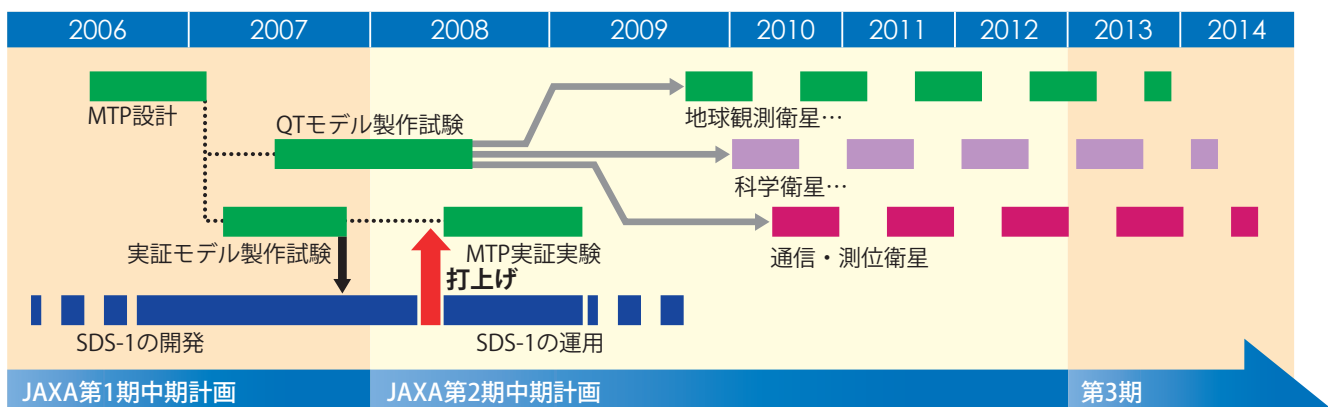 2006 2007 2008 2009 2010 2011 2012 2013 2014
MTP設計
QTモデル製作試験
地球観測衛星…
科学衛星…
実証モデル製作試験
MTP実証実験
通信・測位衛星
打上げ
SDS-1の開発
SDS-1の運用
JAXA第1期中期計画
JAXA第2期中期計画
第3期